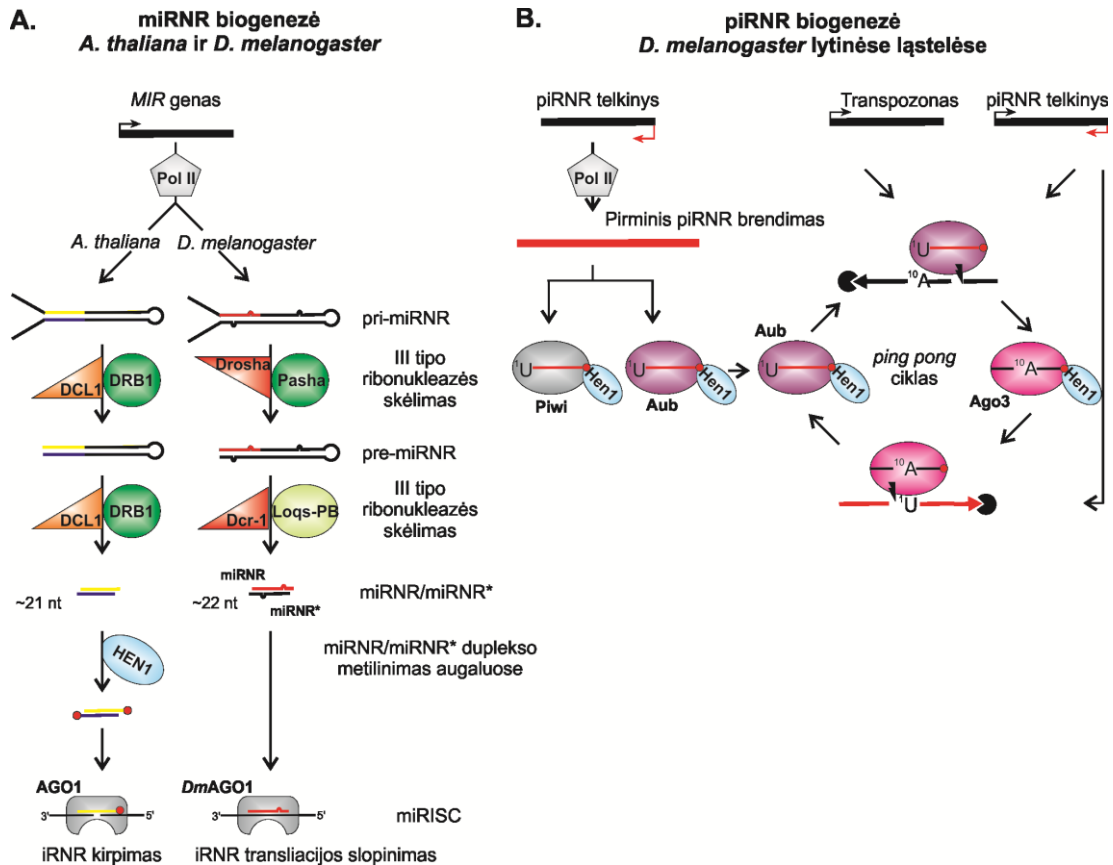 A.
miRNR biogenezė
A. thaliana ir D. melanogaster
MIR genas
Pol II
A. thaliana
D. melanogaster
pri-miRNR
DCL1
DRB1
Drosha
Pasha
III tipo
ribonukleazės
skėlimas
pre-miRNR
DCL1
DRB1
Dcr-1
Loqs-PB
III tipo
ribonukleazės
skėlimas
~21 nt
~22 nt
miRNR
miRNR*
miRNR/miRNR*
HEN1
miRNR/miRNR* duplekso
metilinimas augaluose
AGO1
3'
5'
DmAGO1
3'
5'
miRISC
iRNR kirpimas
iRNR transliacijos slopinimas
B.
piRNR biogenezė
D. melanogaster lytinėse ląstelėse
piRNR telkinys
Transpozonas
piRNR telkinys
Pol II
Pirminis piRNR brendimas
1U
10A
1U
Hen1
Piwi
1U
Hen1
Aub
Aub
1U
Hen1
ping pong
ciklas
10A
Hen1
Ago3
10A
1U